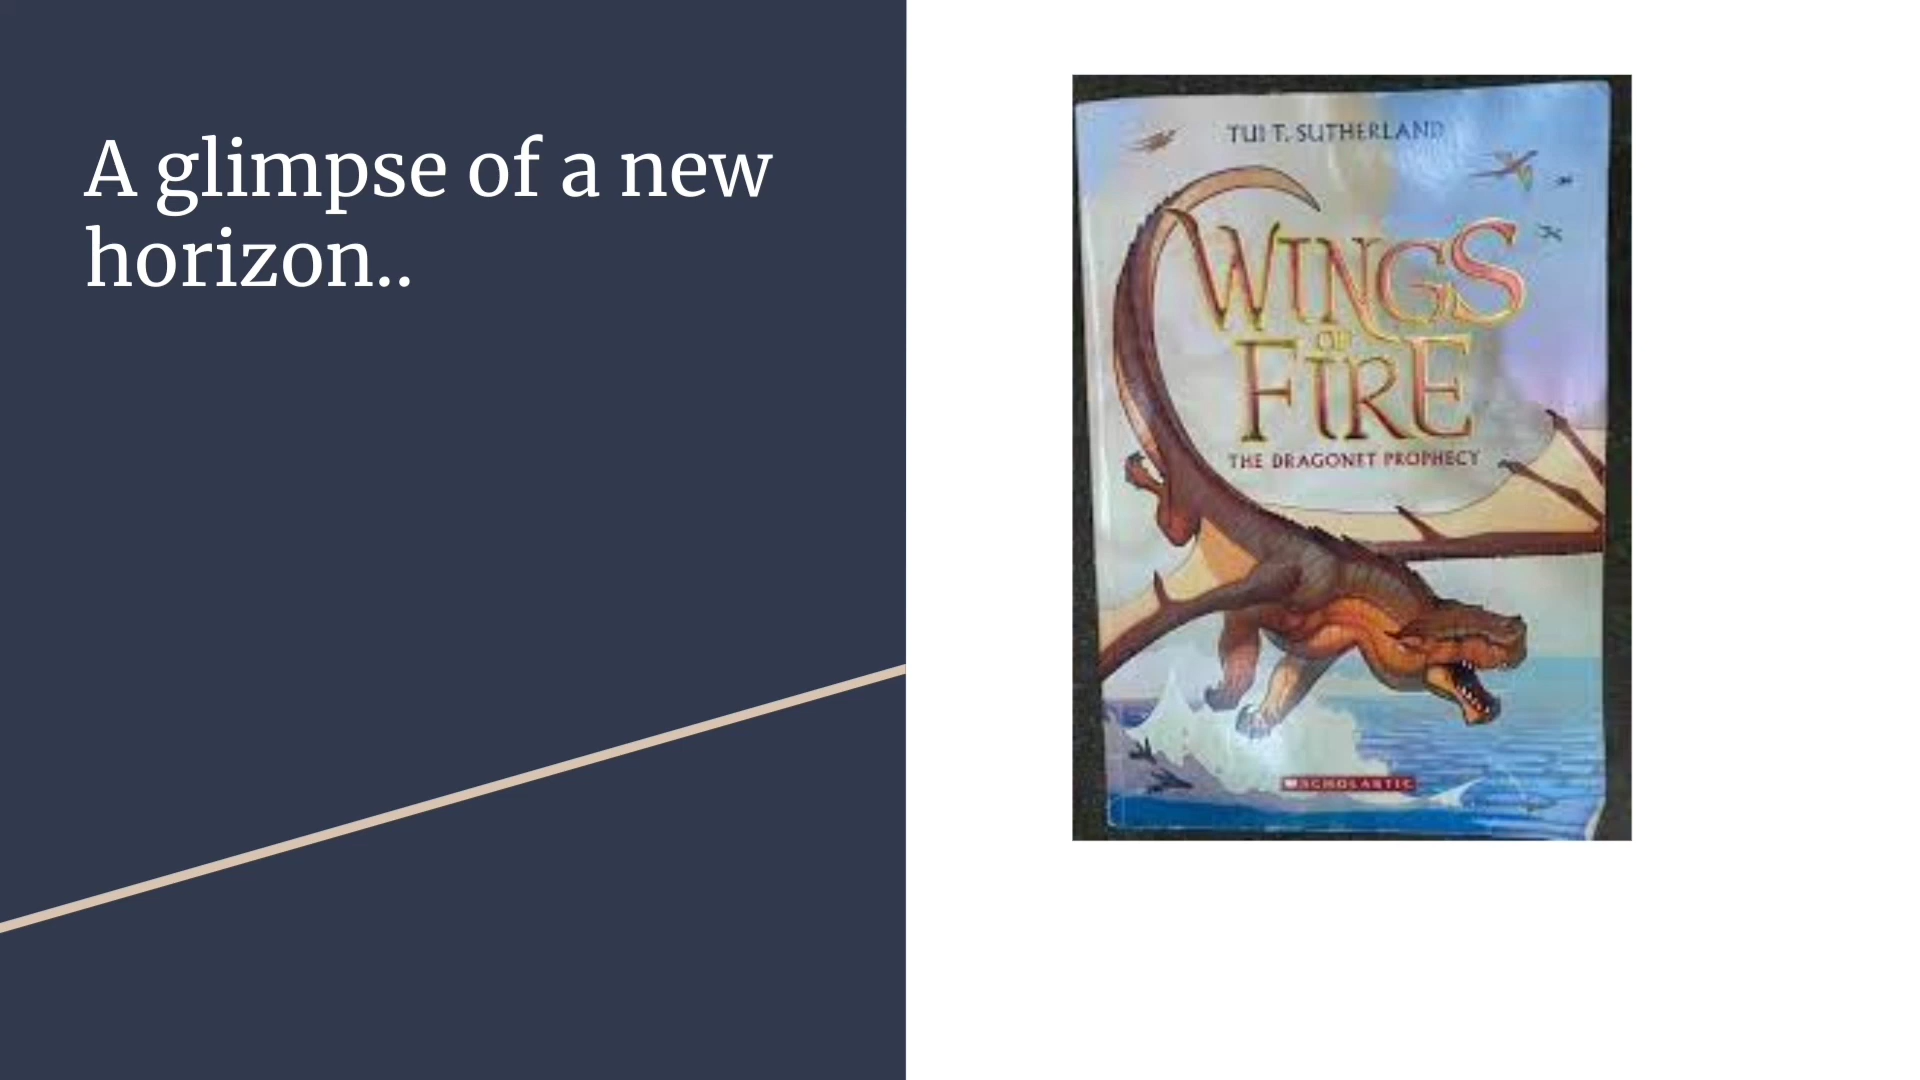 A glimpse of a new
horizon..
TUI T. SUTHERLAND
WINGS
OF
FIRE
THE DRAGONET PROPHECY
SCHOLASTIC